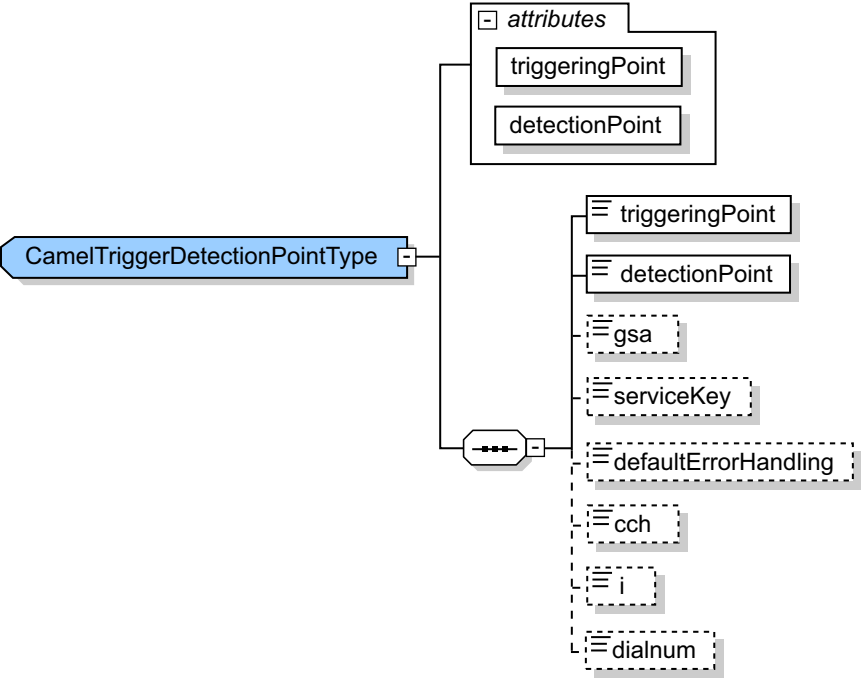 attributes
triggeringPoint
detectionPoint
CamelTriggerDetectionPointType
triggeringPoint
detectionPoint
gsa
serviceKey
defaultErrorHandling
cch
i
dialnum